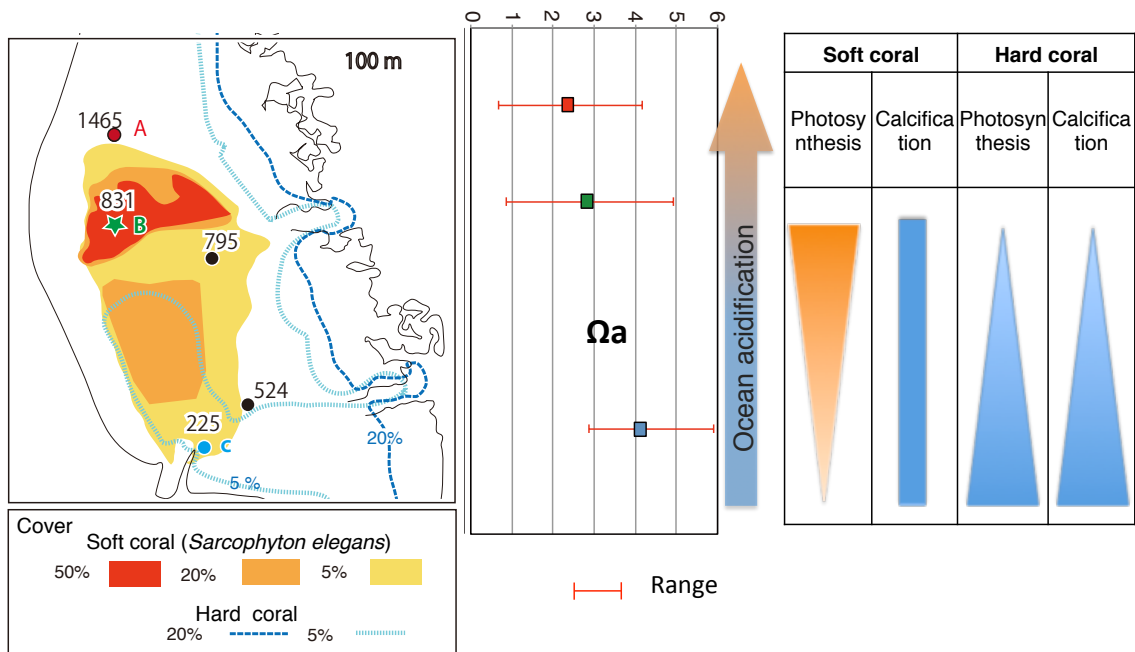 100 m
1465
A
831
B
795
524
225
c
20%
5 %
Cover
Soft coral (Sarcophyton elegans)
50%
20%
5%
Hard coral
20%
5%
0
1
2
3
4
5
6
Ωa
Range
Ocean acidification
Soft coral
Hard coral
Photosy
nthesis
Calcifica
tion
Photosyn
thesis
Calcifica
tion